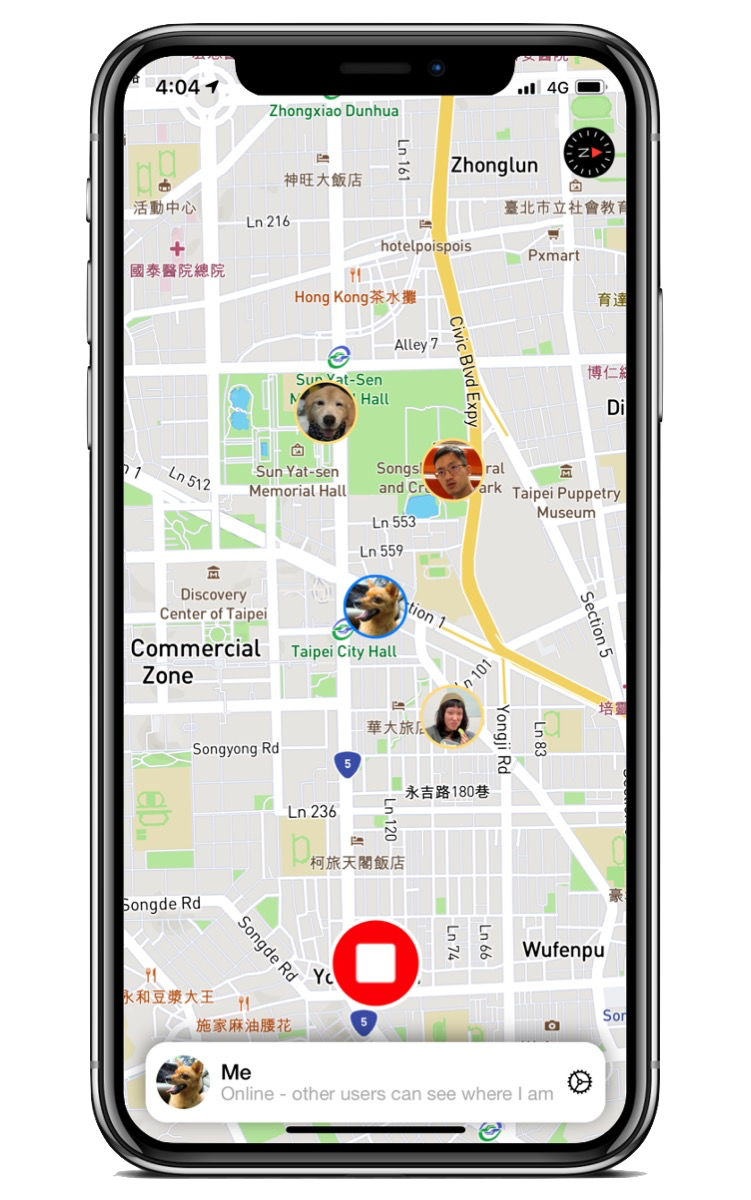 4:04
4G
Zhongxiao Dunhua
Ln 161
Zhonglun
N
神旺大飯店
活動中心
臺北市立社會教育
Ln 216
hotelpoispois
Pxmart
國泰醫院總院
Hong Kong茶水攤
育達
Civic Blvd Expy
Alley 7
博仁綜
Sun Yat-Sen
M Hall
Di
Sun Yat-sen
Memorial Hall
Songs ral
and Cr ark
Taipei Puppetry
Museum
n 1
Ln 512
Ln 553
Ln 559
Discovery
Center of Taipei
ction 1
Section 5
Commercial
Zone
Taipei City Hall
Ln 101
培靈
華大旅店
Yongji Rd
Ln 83
Songyong Rd
5
永吉路180巷
Ln 236
Ln 120
柯旅天閣飯店
豪
Songde Rd
Songde Rd
Ln 74
Ln 66
Wufenpu
Yo
永和豆漿大王
施家麻油腰花
5
Son
Me
Online - other users can see where I am